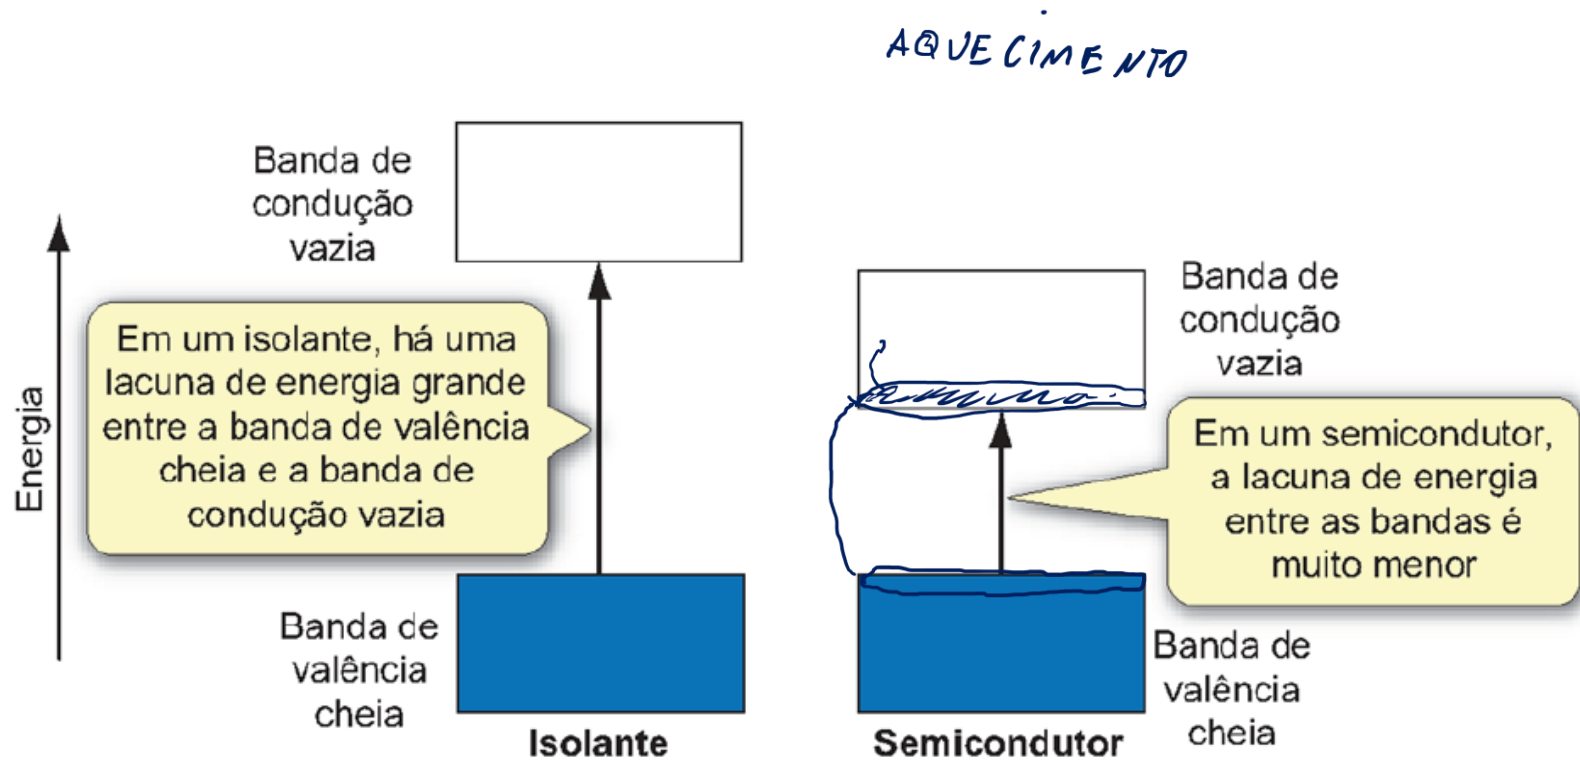 AQUECIMENTO
Banda de
condução
vazia
Banda de
condução
vazia
Energia
Em um isolante, há uma
lacuna de energia grande
entre a banda de valência
cheia e a banda de
condução vazia
Em um semicondutor,
a lacuna de energia
entre as bandas é
muito menor
Banda de
valência
cheia
Banda de
valência
cheia
Isolante
Semicondutor